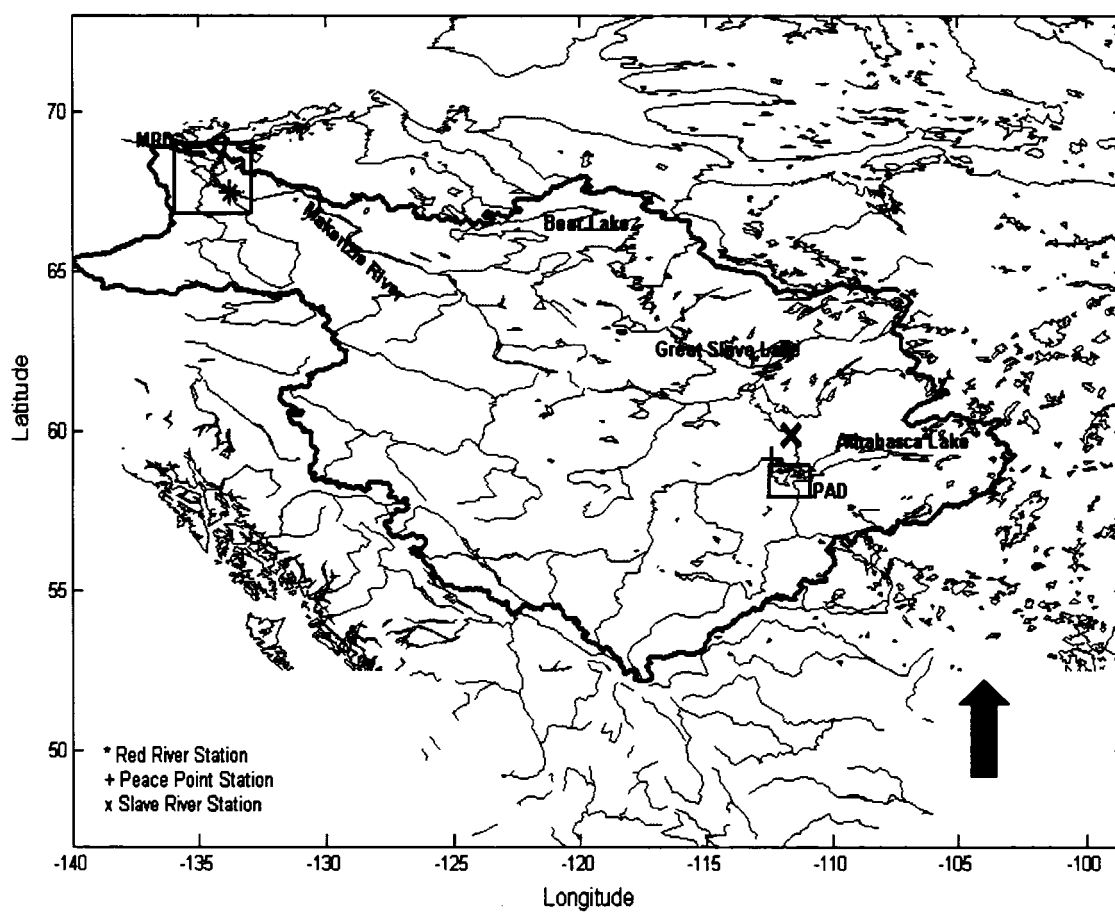 Latitude
70
65
60
55
50
MRD
Makenzie River
Bear Lake
Great Slave Lake
Athabasca Lake
PAD
* Red River Station
+ Peace Point Station
x Slave River Station
-140 -135 -130 -125 -120 -115 -110 -105 -100
Longitude